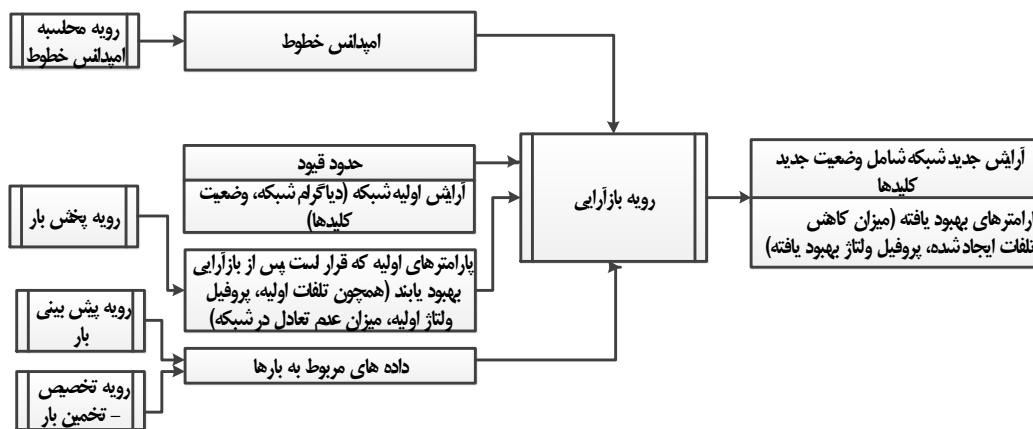 رویه محاسبه
امپدانس خطوط
امپدانس خطوط
حدود قیود
آرایش اولیه شبکه (دیاگرام شبکه، وضعیت
کلیدها)
رویه پخش بار
پارامترهای اولیه که قرار است پس از بازآرایی
بهبود یابند (همچون تلفات اولیه، پروفیل
ولتاژ اولیه، میزان عدم تعادل در شبکه)
رویه پیش بینی
بار
داده های مربوط به بارها
رویه تخصیص
– تخمین بار
رویه بازآرایی
آرایش جدید شبکه شامل وضعیت جدید
کلیدها
پارامترهای بهبود یافته (میزان کاهش
تلفات ایجاد شده، پروفیل ولتاژ بهبود یافته)